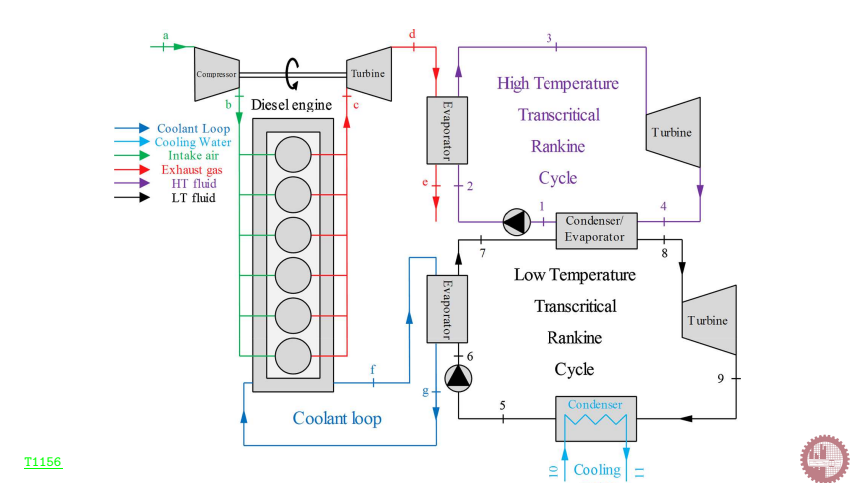 a
d
3
Compressor
Turbine
High Temperature
Transcritical
Rankine
Cycle
b
Diesel engine
c
Evaporator
Turbine
Coolant Loop
Cooling Water
Intake air
Exhaust gas
HT fluid
LT fluid
e
2
1
Condenser/
Evaporator
4
7
8
Low Temperature
Transcritical
Rankine
Cycle
Evaporator
Turbine
6
f
g
9
5
Condenser
Coolant loop
10
Cooling
11
T1156